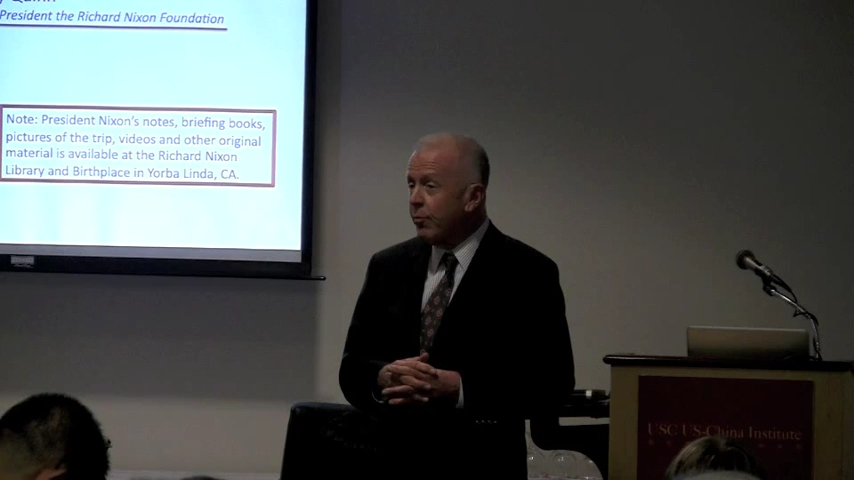 Quinn
President the Richard Nixon Foundation
Note: President Nixon's notes, briefing books,
pictures of the trip, videos and other original
material is available at the Richard Nixon
Library and Birthplace in Yorba Linda, CA.
USC US-China Institute